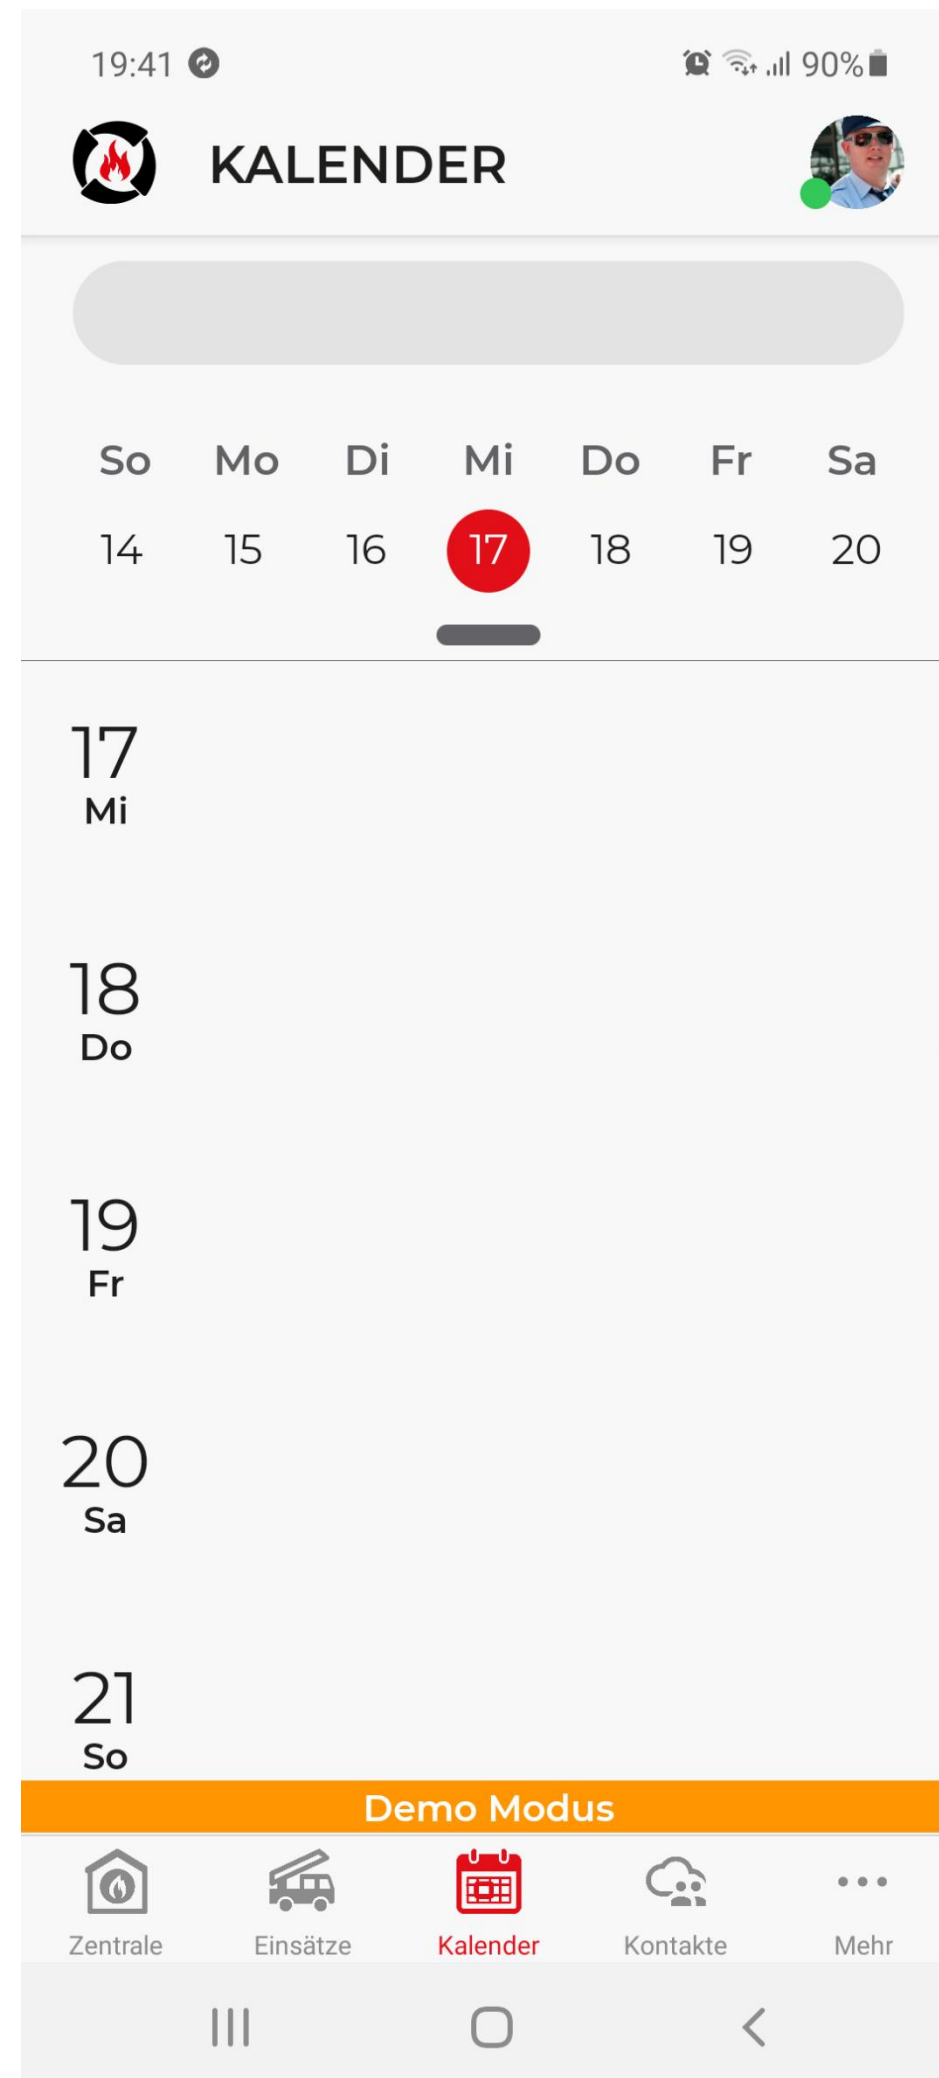 19:41 90%
KALENDER
So Mo Di Mi Do Fr Sa
14 15 16 17 18 19 20
17
Mi
18
Do
19
Fr
20
Sa
21
So
Demo Modus
Zentrale Einsätze Kalender Kontakte Mehr